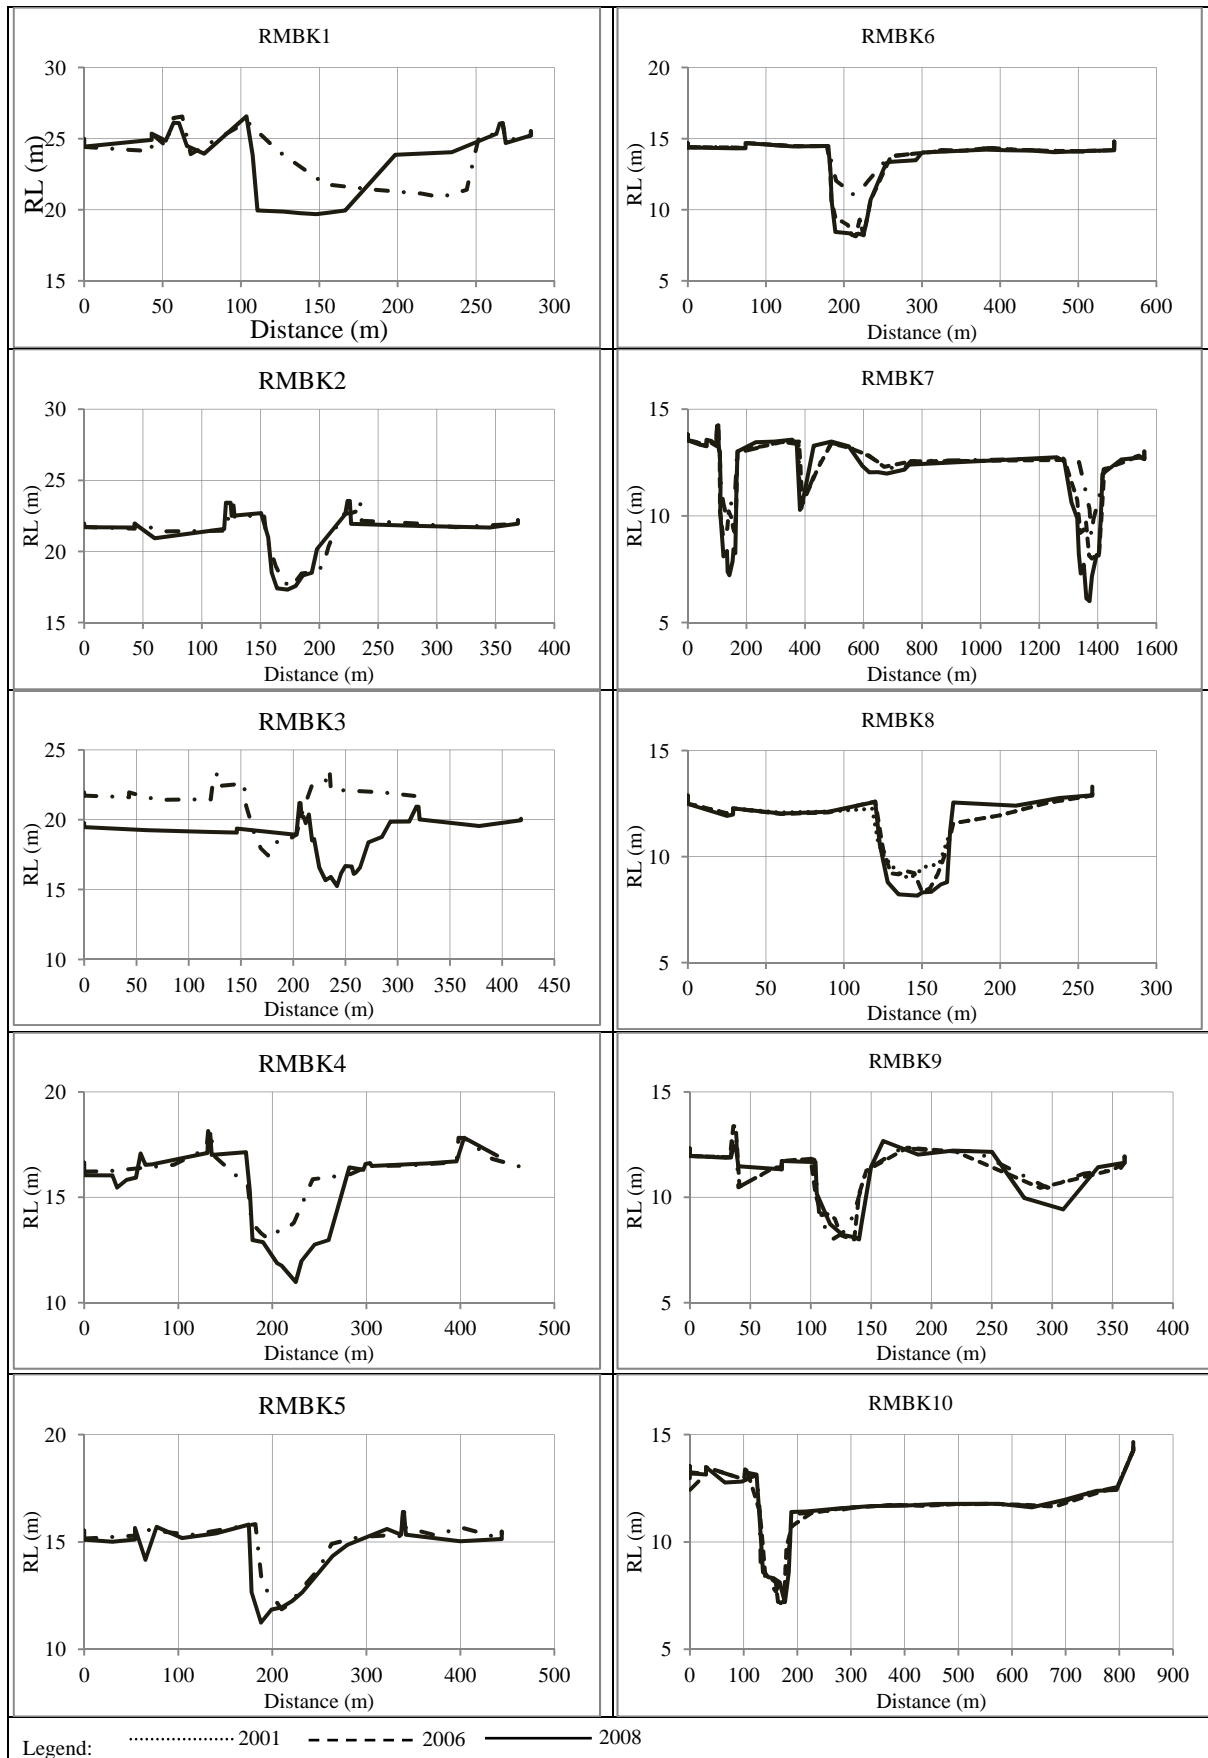 RMBK1
30
25
20
15
RL (m)
0 50 100 150 200 250 300
Distance (m)
RMBK6
20
15
10
5
RL (m)
0 100 200 300 400 500 600
Distance (m)
RMBK2
30
25
20
15
RL (m)
0 50 100 150 200 250 300 350 400
Distance (m)
RMBK7
15
10
5
RL (m)
0 200 400 600 800 1000 1200 1400 1600
Distance (m)
RMBK3
25
20
15
10
RL (m)
0 50 100 150 200 250 300 350 400 450
Distance (m)
RMBK8
15
10
5
RL (m)
0 50 100 150 200 250 300
Distance (m)
RMBK4
20
15
10
RL (m)
0 100 200 300 400 500
Distance (m)
RMBK9
15
10
5
RL (m)
0 50 100 150 200 250 300 350 400
Distance (m)
RMBK5
20
15
10
RL (m)
0 100 200 300 400 500
Distance (m)
RMBK10
15
10
5
RL (m)
0 100 200 300 400 500 600 700 800 900
Distance (m)
Legend: 2001 2006 2008